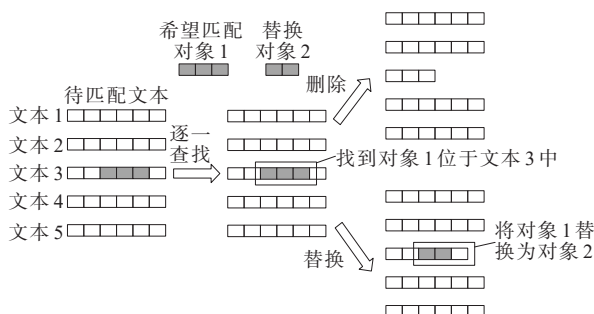 希望匹配
对象1
替换
对象2
删除
待匹配文本
文本1
文本2
文本3
文本4
文本5
逐一
查找
找到对象1位于文本3中
替换
将对象1替
换为对象2